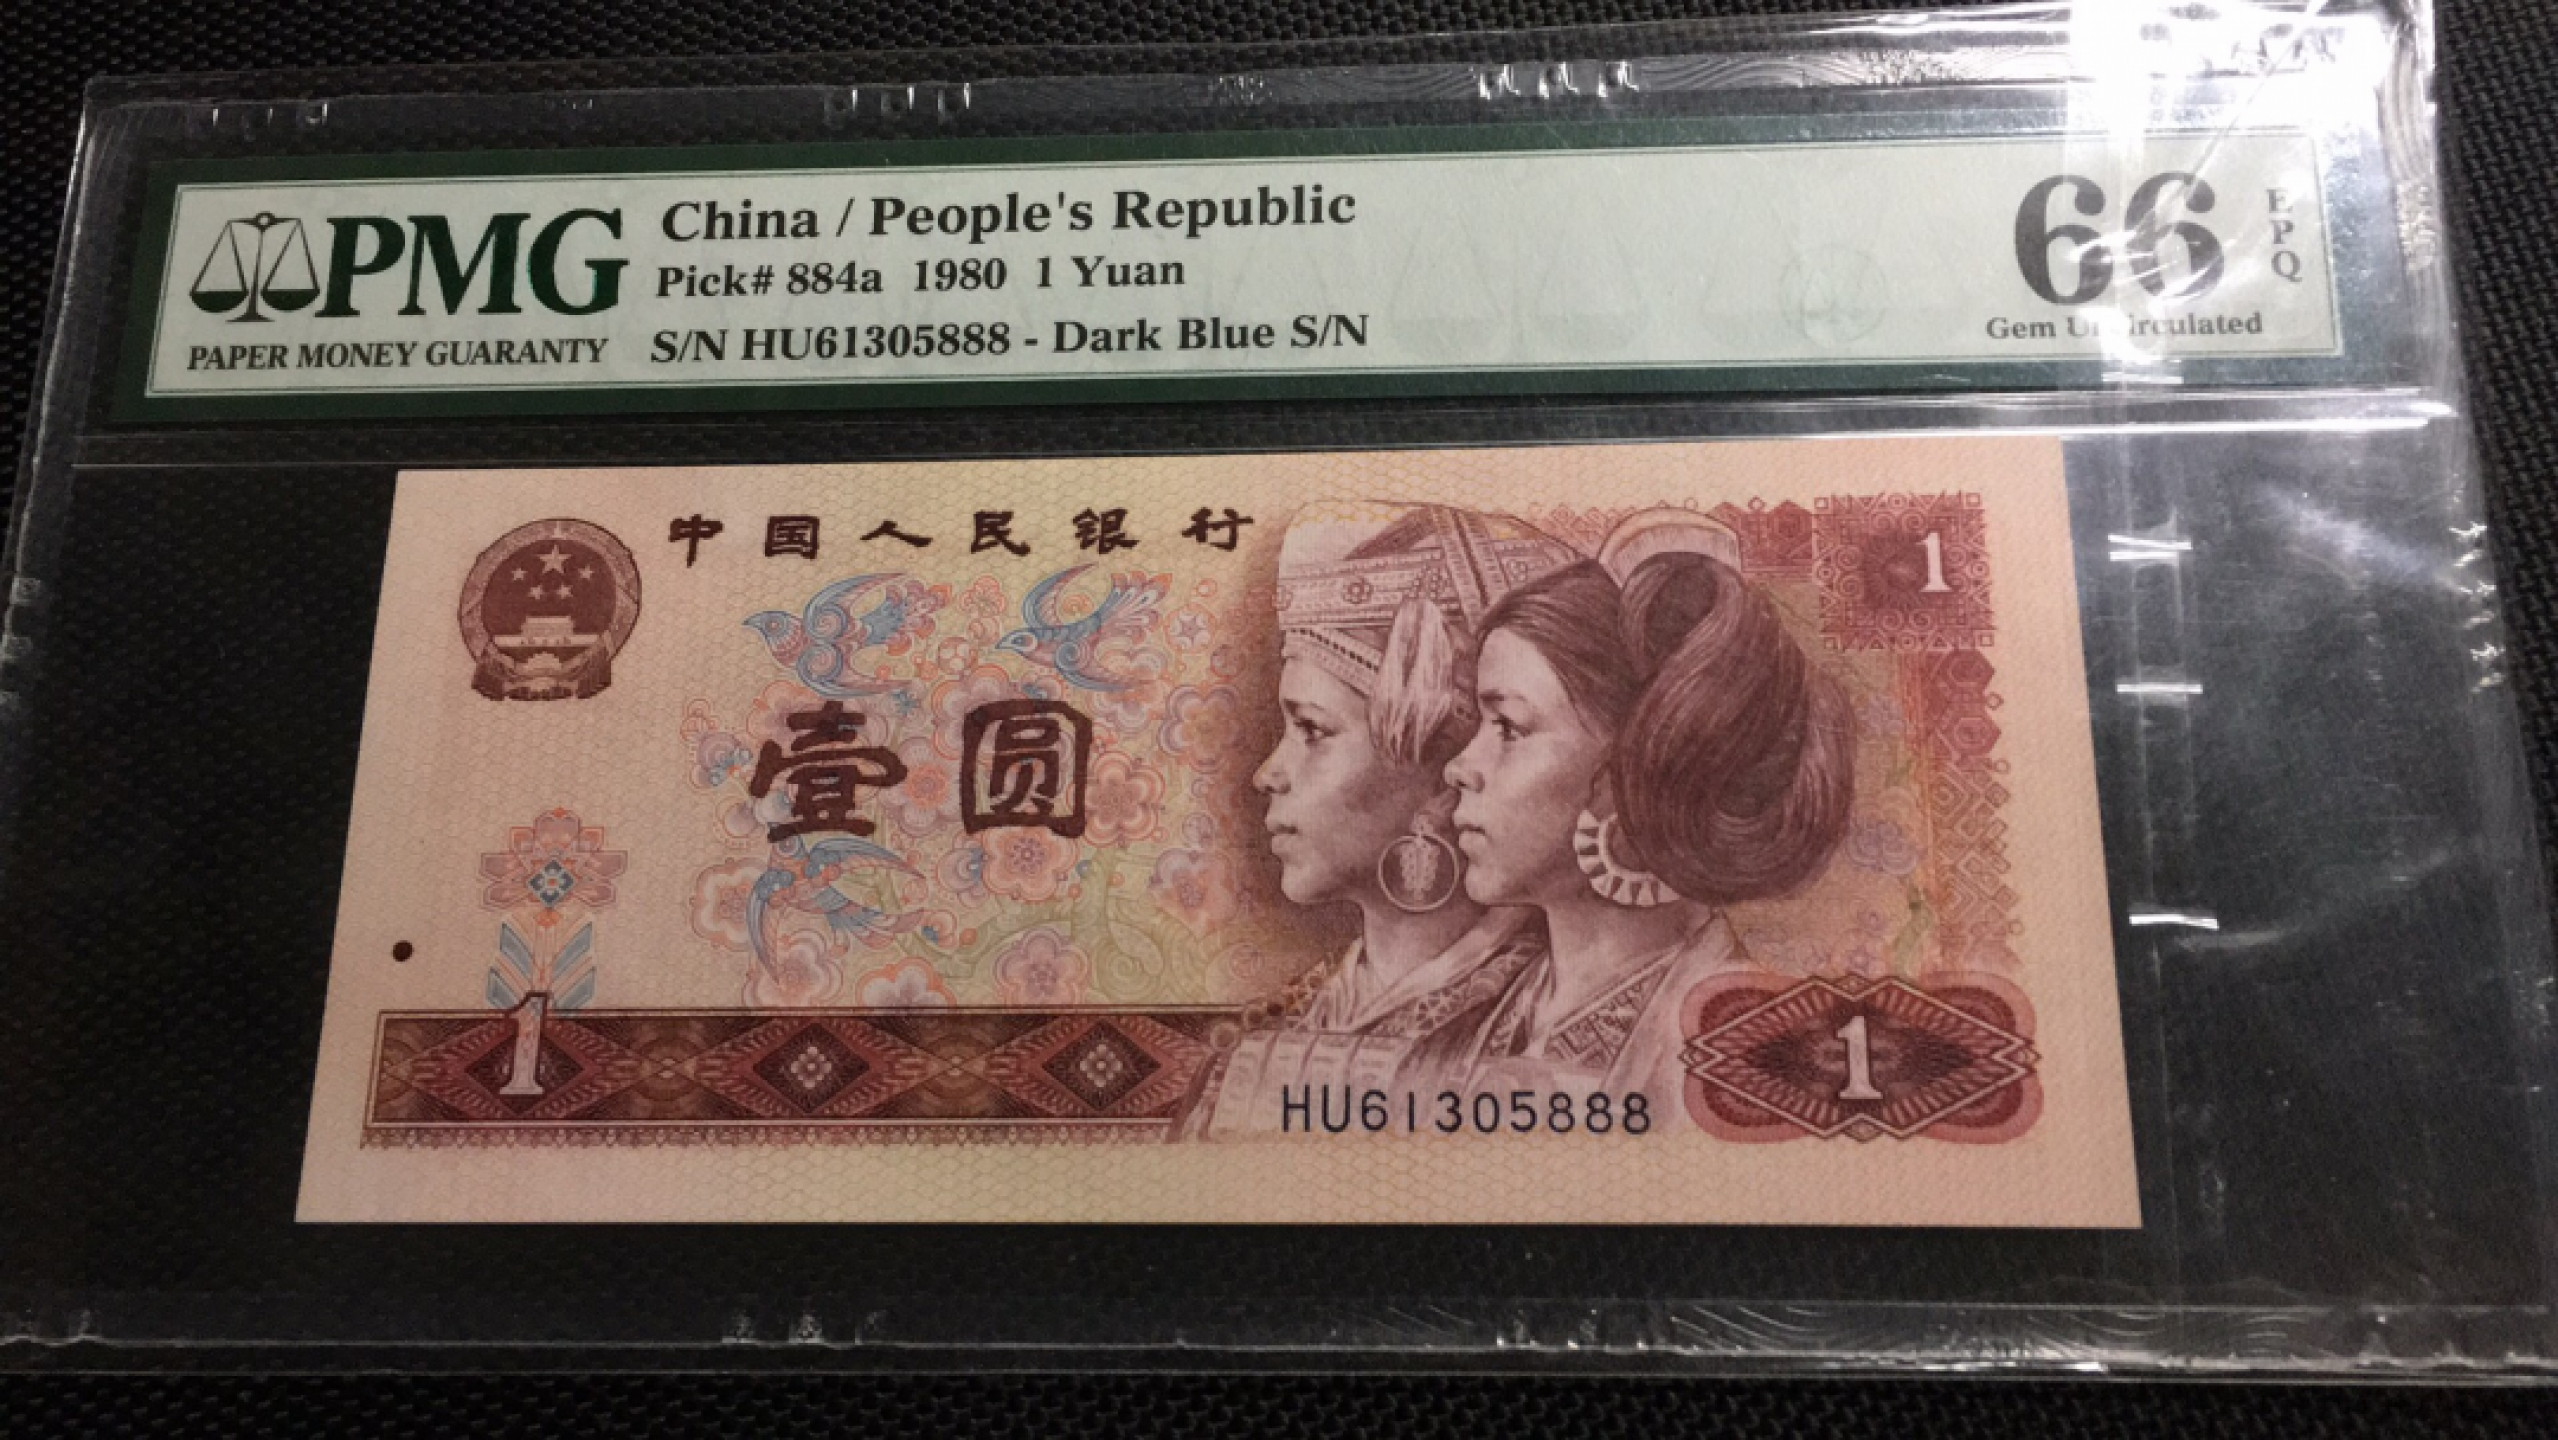 PMG
PAPER MONEY GUARANTY
China / People's Republic
Pick# 884a 1980 1 Yuan
S/N HU61305888 - Dark Blue S/N
66
EPQ
Gem Uncirculated
中国人民银行
1
壹圆
1
1
HU61305888